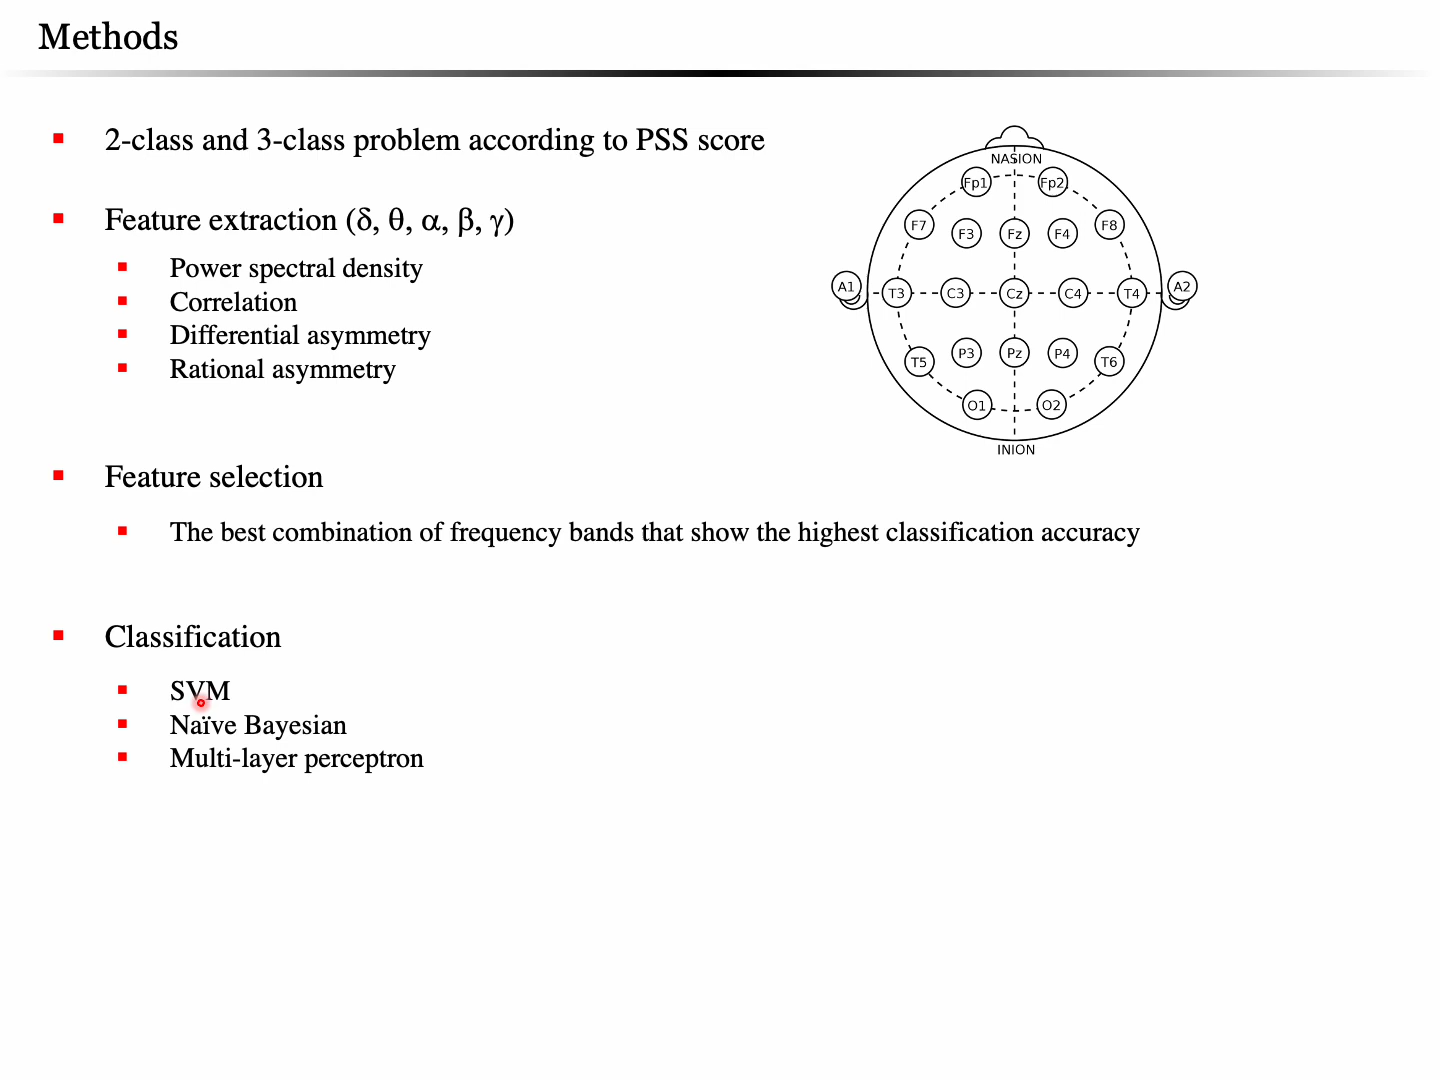 Methods
2-class and 3-class problem according to PSS score
Feature extraction (δ, θ, α, β, γ)
Power spectral density
Correlation
Differential asymmetry
Rational asymmetry
NASION
Fp1 Fp2
F7 F3 Fz F4 F8
A1 T3 C3 Cz C4 T4 A2
T5 P3 Pz P4 T6
O1 O2
INION
Feature selection
The best combination of frequency bands that show the highest classification accuracy
Classification
SVM
Naïve Bayesian
Multi-layer perceptron